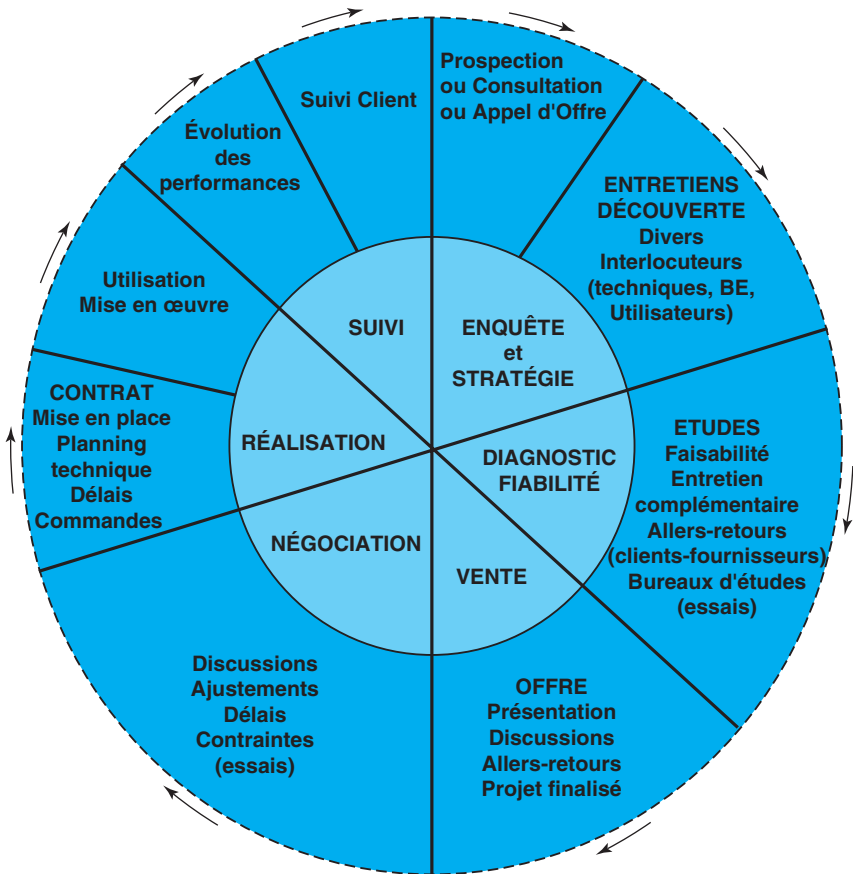 Prospection
ou Consultation
ou Appel d'Offre
ENTRETIENS
DÉCOUVERTE
Divers
Interlocuteurs
(techniques, BE,
Utilisateurs)
ETUDES
Faisabilité
Entretien
complémentaire
Allers-retours
(clients-fournisseurs)
Bureaux d'études
(essais)
OFFRE
Présentation
Discussions
Allers-retours
Projet finalisé
Discussions
Ajustements
Délais
Contraintes
(essais)
CONTRAT
Mise en place
Planning
technique
Délais
Commandes
Utilisation
Mise en œuvre
Évolution
des
performances
Suivi Client
ENQUÊTE
et
STRATÉGIE
DIAGNOSTIC
FIABILITÉ
VENTE
NÉGOCIATION
RÉALISATION
SUIVI